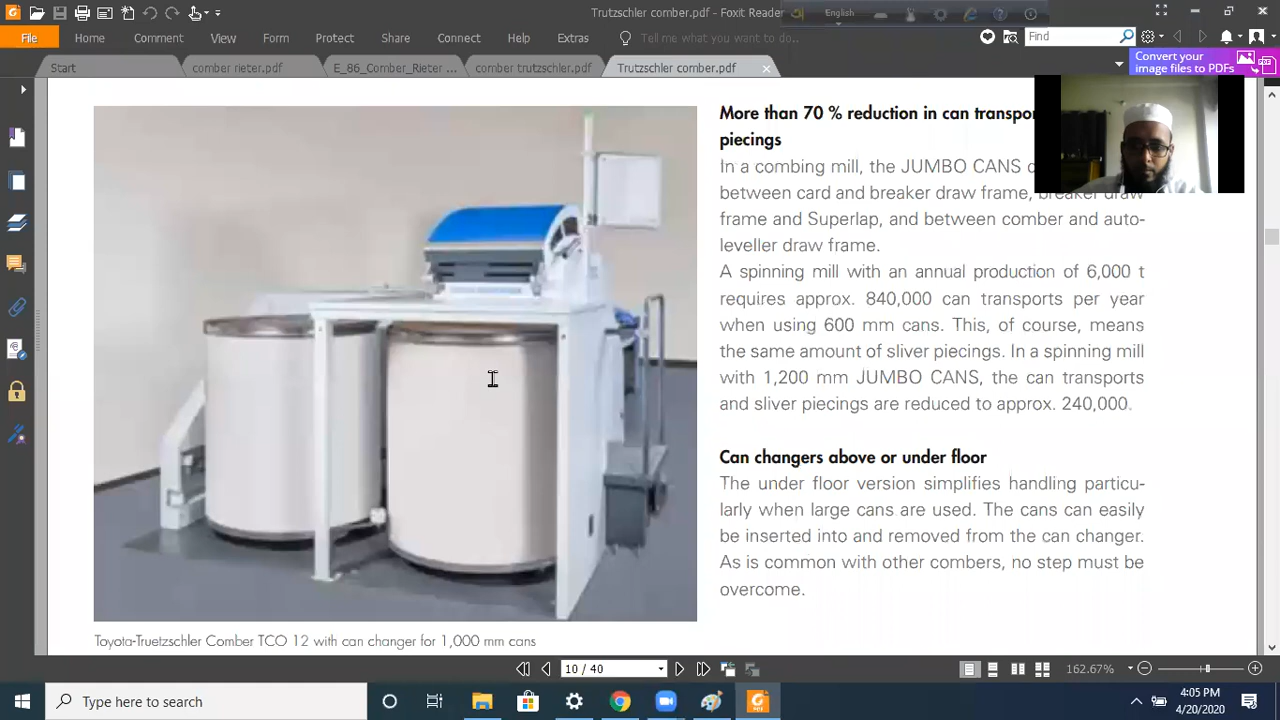 Trutzschler comber.pdf - Foxit Reader
English
File
Home
Comment
View
Form
Protect
Share
Connect
Help
Extras
Tell me what you want to do..
Find
Start
comber rieter.pdf
E_86_Comber_Rieter...
comber trutzschler.pdf
Trutzschler comber.pdf
Convert your
image files to PDFs
PDF
More than 70 % reduction in can transpor
piecings
In a combing mill, the JUMBO CANS
between card and breaker draw frame, breaker draw
frame and Superlap, and between comber and auto-
leveller draw frame.
A spinning mill with an annual production of 6,000 t
requires approx. 840,000 can transports per year
when using 600 mm cans. This, of course, means
the same amount of sliver piecings. In a spinning mill
with 1,200 mm JUMBO CANS, the can transports
and sliver piecings are reduced to approx. 240,000.
Can changers above or under floor
The under floor version simplifies handling particu-
larly when large cans are used. The cans can easily
be inserted into and removed from the can changer.
As is common with other combers, no step must be
overcome.
Toyota-Truetzschler Comber TCO 12 with can changer for 1,000 mm cans
10 / 40
162.67%
Type here to search
4:05 PM
4/20/2020